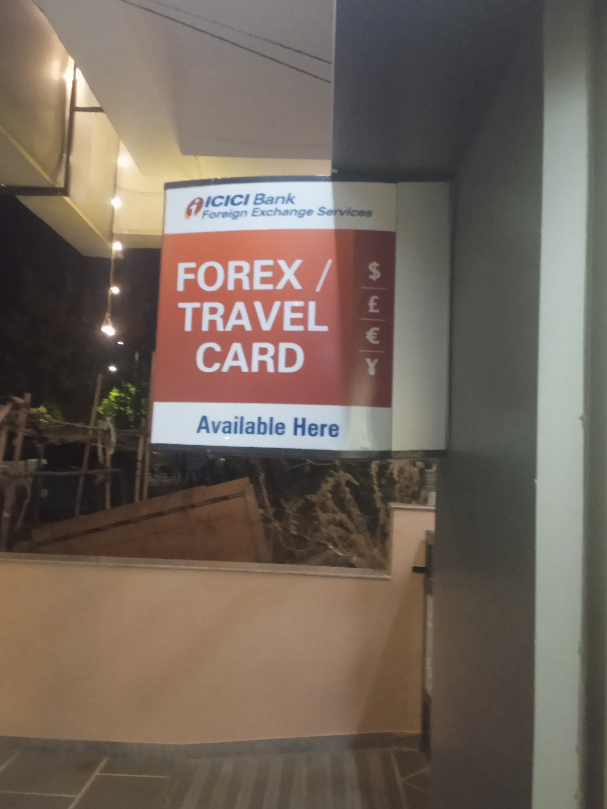 ICICI Bank
Foreign Exchange Services
FOREX /
TRAVEL
CARD
$
£
€
¥
Available Here